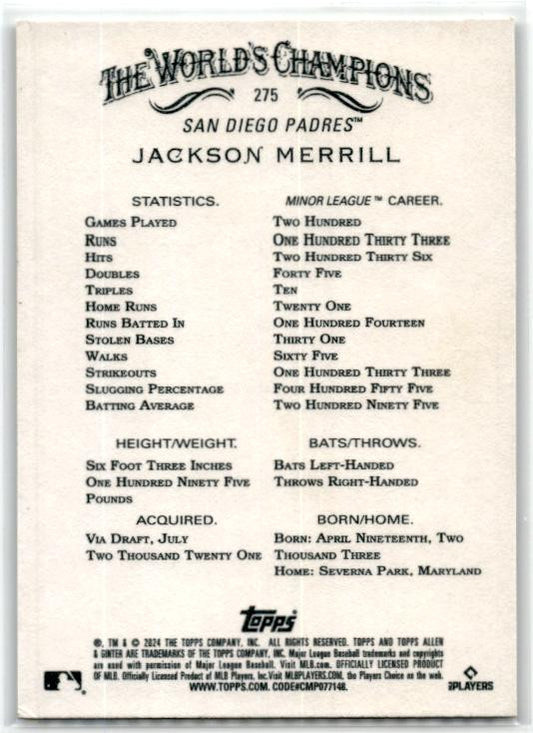 THE WORLD'S CHAMPIONS
275
SAN DIEGO PADRES™
JACKSON MERRILL
STATISTICS. MINOR LEAGUE™ CAREER.
GAMES PLAYED TWO HUNDRED
RUNS ONE HUNDRED THIRTY THREE
HITS TWO HUNDRED THIRTY SIX
DOUBLES FORTY FIVE
TRIPLES TEN
HOME RUNS TWENTY ONE
RUNS BATTED IN ONE HUNDRED FOURTEEN
STOLEN BASES THIRTY ONE
WALKS SIXTY FIVE
STRIKEOUTS ONE HUNDRED THIRTY THREE
SLUGGING PERCENTAGE FOUR HUNDRED FIFTY FIVE
BATTING AVERAGE TWO HUNDRED NINETY FIVE
HEIGHT/WEIGHT. BATS/THROWS.
SIX FOOT THREE INCHES BATS LEFT-HANDED
ONE HUNDRED NINETY FIVE THROWS RIGHT-HANDED
POUNDS
ACQUIRED. BORN/HOME.
VIA DRAFT, JULY BORN: APRIL NINETEENTH, TWO
TWO THOUSAND TWENTY ONE THOUSAND THREE
HOME: SEVERNA PARK, MARYLAND
Topps
®, TM & © 2024 THE TOPPS COMPANY, INC. ALL RIGHTS RESERVED. TOPPS AND TOPPS ALLEN
& GINTER ARE TRADEMARKS OF THE TOPPS COMPANY, INC. Major League Baseball trademarks and copyrights
are used with permission of Major League Baseball. Visit MLB.com. OFFICIALLY LICENSED PRODUCT
OF MLB. Officially Licensed Product of MLB Players, Inc. Visit MLBPLAYERS.COM, the Players Choice on the web.
WWW.TOPPS.COM. CODE#CMP077148.
PLAYERS